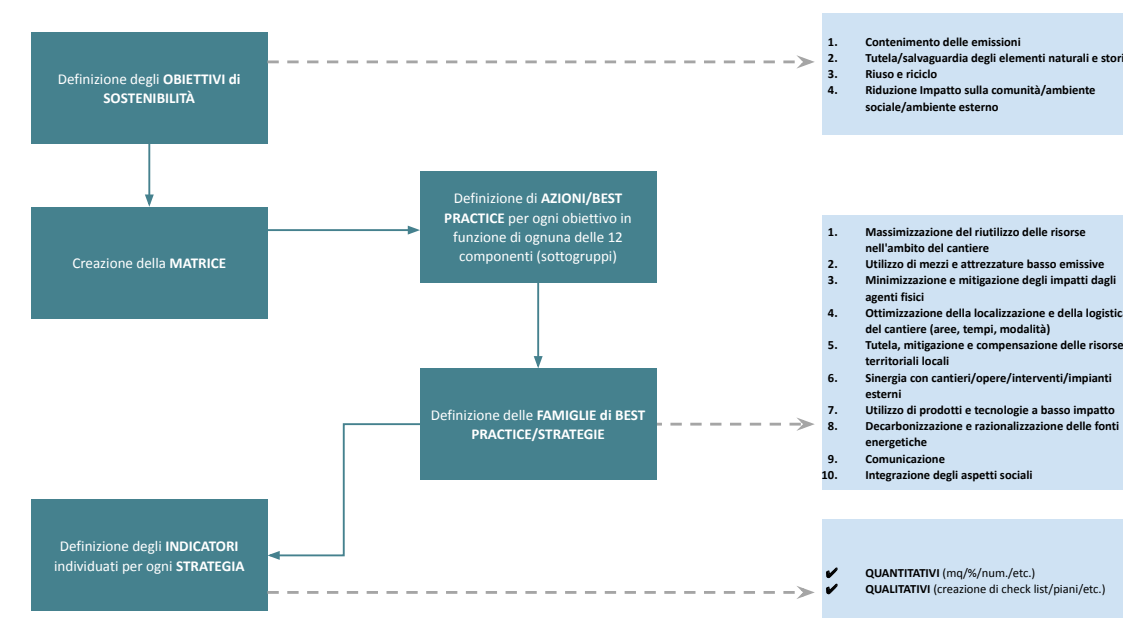 Definizione degli OBIETTIVI di
SOSTENIBILITÀ
1. Contenimento delle emissioni
2. Tutela/salvaguardia degli elementi naturali e stori
3. Riuso e riciclo
4. Riduzione Impatto sulla comunità/ambiente
sociale/ambiente esterno
Creazione della MATRICE
Definizione di AZIONI/BEST
PRACTICE per ogni obiettivo in
funzione di ognuna delle 12
componenti (sottogruppi)
Definizione delle FAMIGLIE di BEST
PRACTICE/STRATEGIE
1. Massimizzazione del riutilizzo delle risorse
nell'ambito del cantiere
2. Utilizzo di mezzi e attrezzature basso emissive
3. Minimizzazione e mitigazione degli impatti dagli
agenti fisici
4. Ottimizzazione della localizzazione e della logistic
del cantiere (aree, tempi, modalità)
5. Tutela, mitigazione e compensazione delle risorse
territoriali locali
6. Sinergia con cantieri/opere/interventi/impianti
esterni
7. Utilizzo di prodotti e tecnologie a basso impatto
8. Decarbonizzazione e razionalizzazione delle fonti
energetiche
9. Comunicazione
10. Integrazione degli aspetti sociali
Definizione degli INDICATORI
individuati per ogni STRATEGIA
✔ QUANTITATIVI (mq/%/num./etc.)
✔ QUALITATIVI (creazione di check list/piani/etc.)